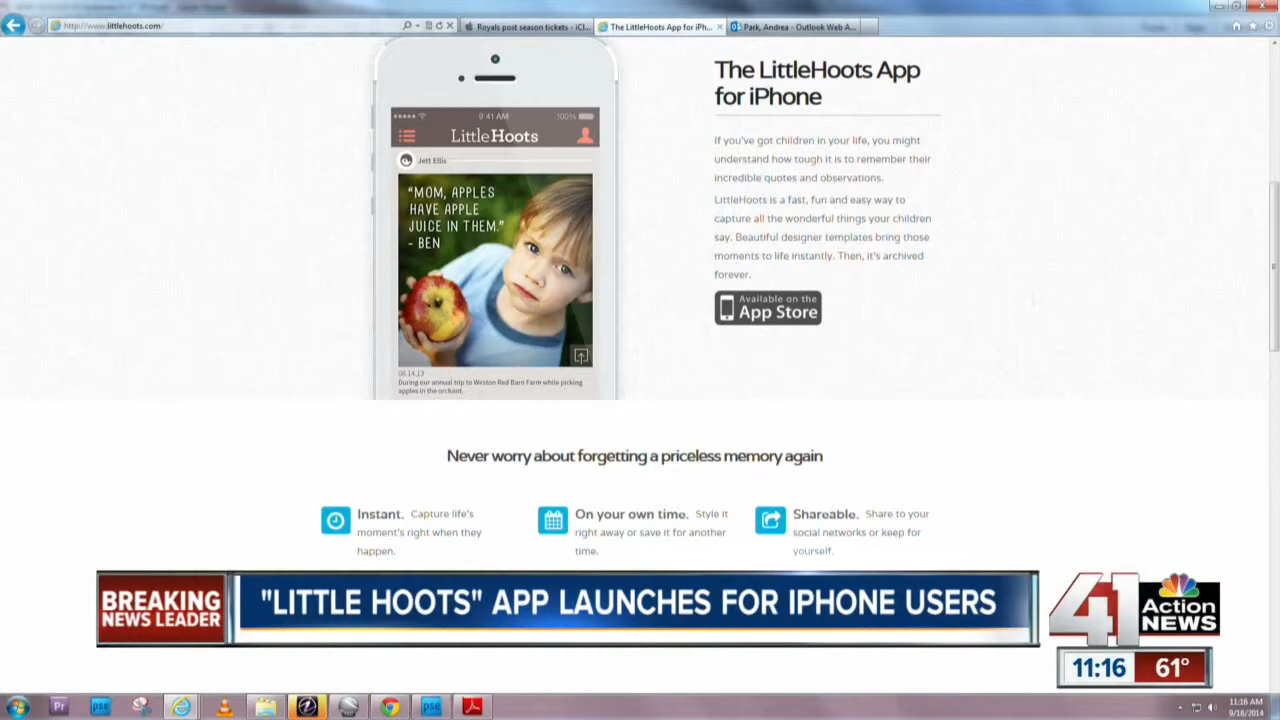 http://www.littlehoots.com/
Royals post season tickets - iCl...
The LittleHoots App for iPh...
Park, Andrea - Outlook Web A...
The LittleHoots App
for iPhone
9:41 AM
100%
LittleHoots
Jett Ellis
"MOM, APPLES
HAVE APPLE
JUICE IN THEM."
- BEN
08.14.13
During our annual trip to Weston Red Barn Farm while picking
apples in the orchard.
If you've got children in your life, you might
understand how tough it is to remember their
incredible quotes and observations.
LittleHoots is a fast, fun and easy way to
capture all the wonderful things your children
say. Beautiful designer templates bring those
moments to life instantly. Then, it's archived
forever.
Available on the
App Store
Never worry about forgetting a priceless memory again
Instant. Capture life's
moment's right when they
happen.
On your own time. Style it
right away or save it for another
time.
Shareable. Share to your
social networks or keep for
yourself.
BREAKING
NEWS LEADER
"LITTLE HOOTS" APP LAUNCHES FOR IPHONE USERS
41
Action
NEWS
11:16 61°
Pr
pse
pse
11:16 AM
9/18/2014